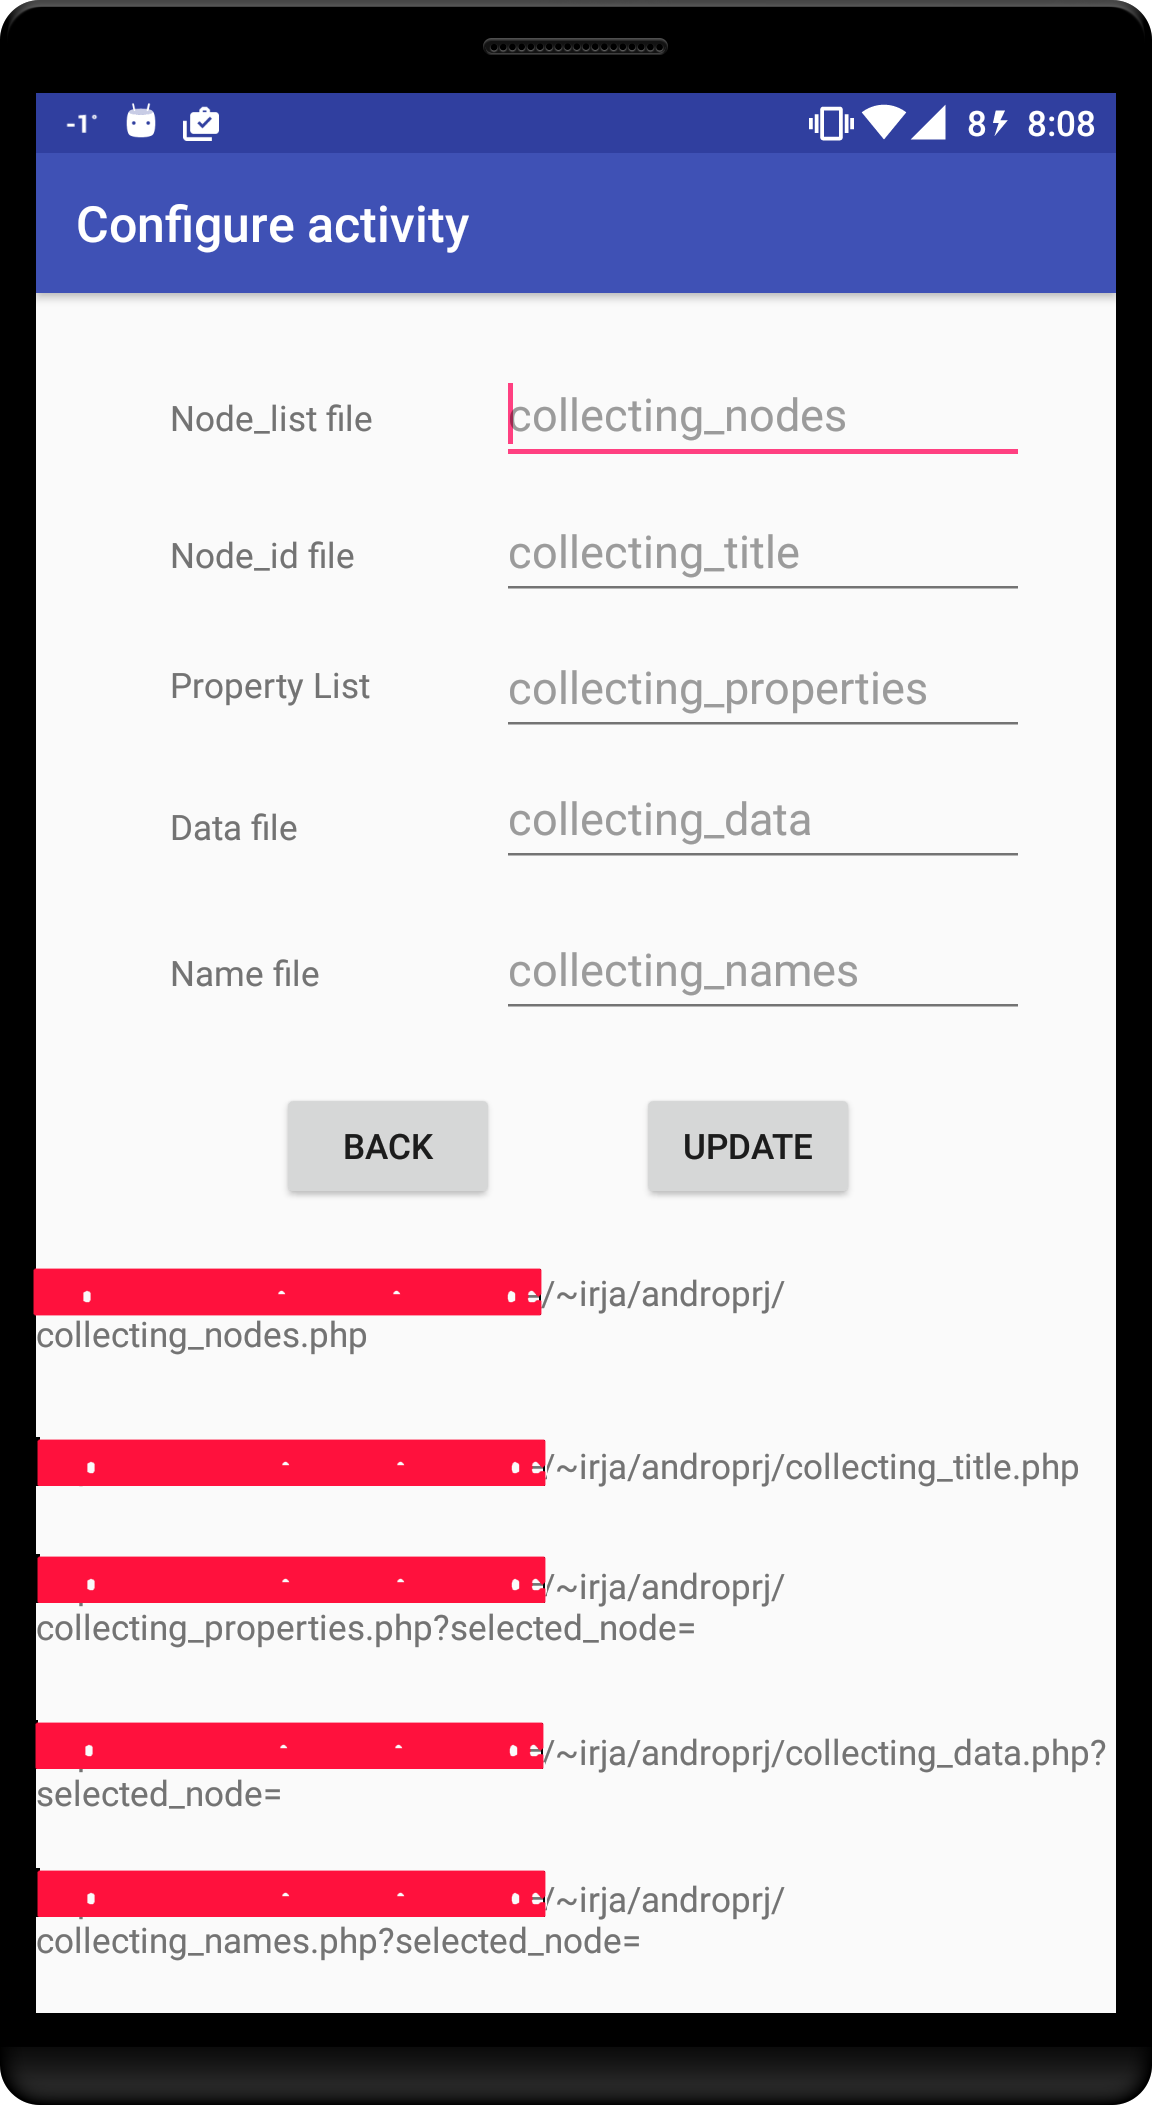 -1° 8 8:08
Configure activity
Node_list file collecting_nodes
Node_id file collecting_title
Property List collecting_properties
Data file collecting_data
Name file collecting_names
BACK UPDATE
/~irja/androprj/
collecting_nodes.php
/~irja/androprj/collecting_title.php
/~irja/androprj/
collecting_properties.php?selected_node=
/~irja/androprj/collecting_data.php?
selected_node=
/~irja/androprj/
collecting_names.php?selected_node=